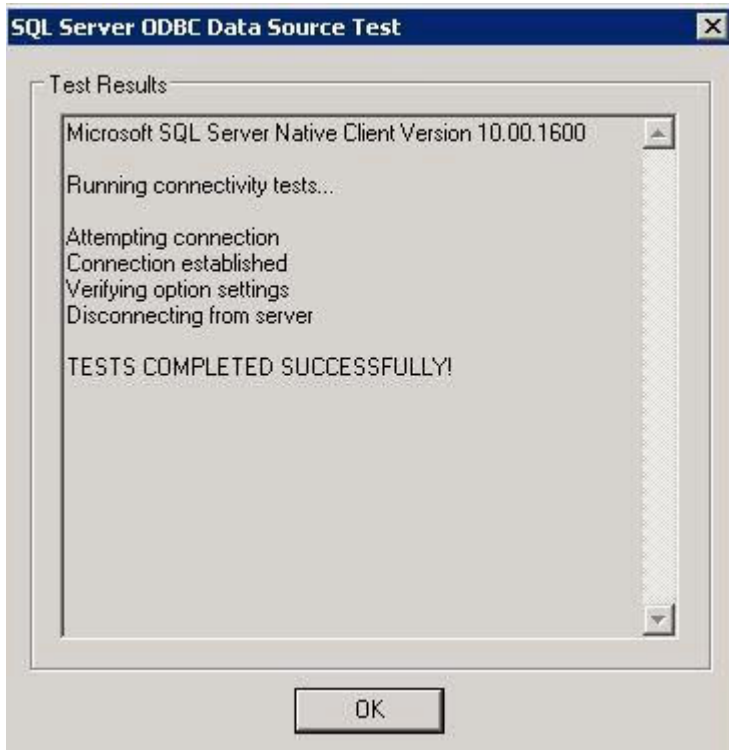 SQL Server ODBC Data Source Test
Test Results
Microsoft SQL Server Native Client Version 10.00.1600
Running connectivity tests...
Attempting connection
Connection established
Verifying option settings
Disconnecting from server
TESTS COMPLETED SUCCESSFULLY!
OK